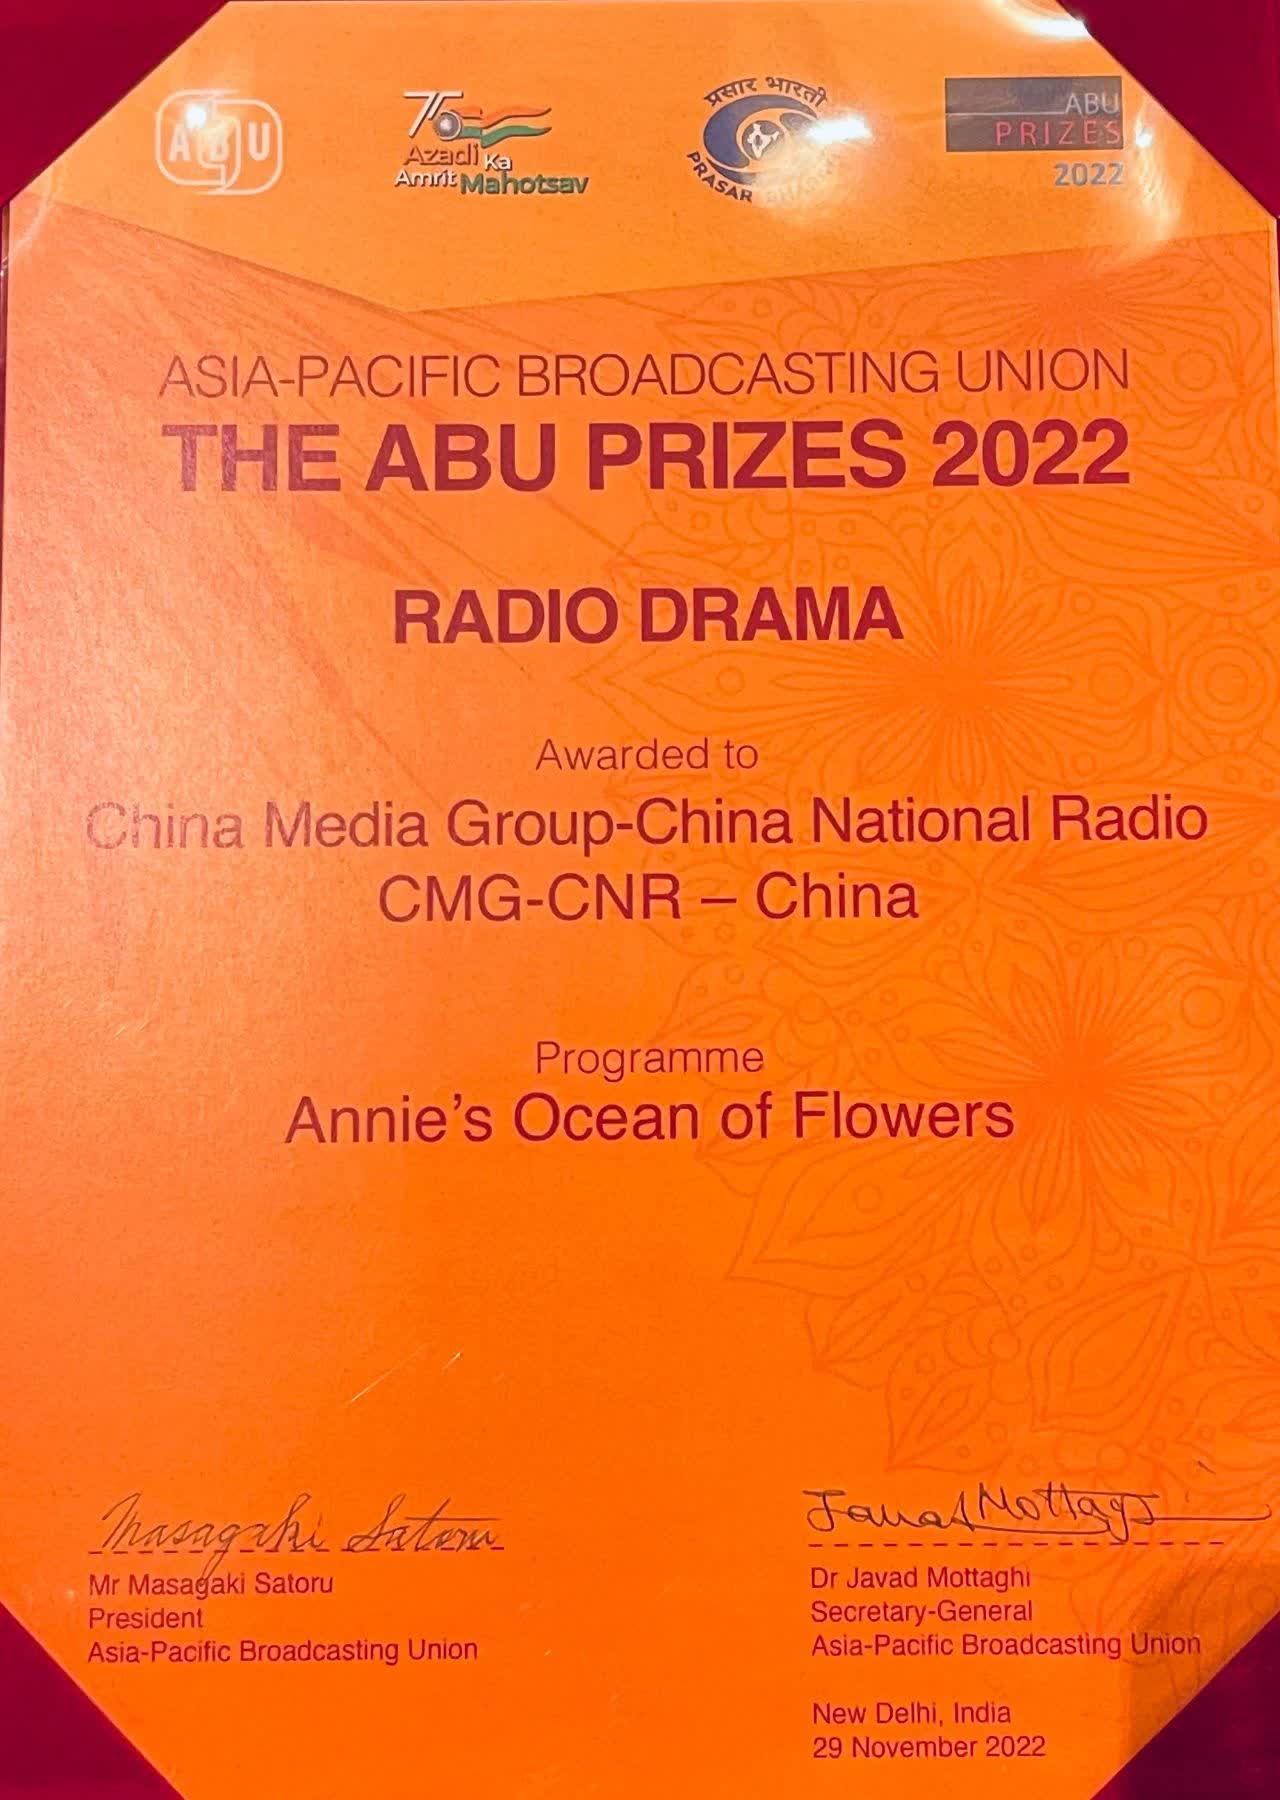 ABU
75
Azadi Ka
Amrit Mahotsav
प्रसार भारती
PRASAR BHARATI
ABU
PRIZES
2022
ASIA-PACIFIC BROADCASTING UNION
THE ABU PRIZES 2022
RADIO DRAMA
Awarded to
China Media Group-China National Radio
CMG-CNR – China
Programme
Annie's Ocean of Flowers
Masagaki Satoru
Mr Masagaki Satoru
President
Asia-Pacific Broadcasting Union
Javad Mottaghi
Dr Javad Mottaghi
Secretary-General
Asia-Pacific Broadcasting Union
New Delhi, India
29 November 2022